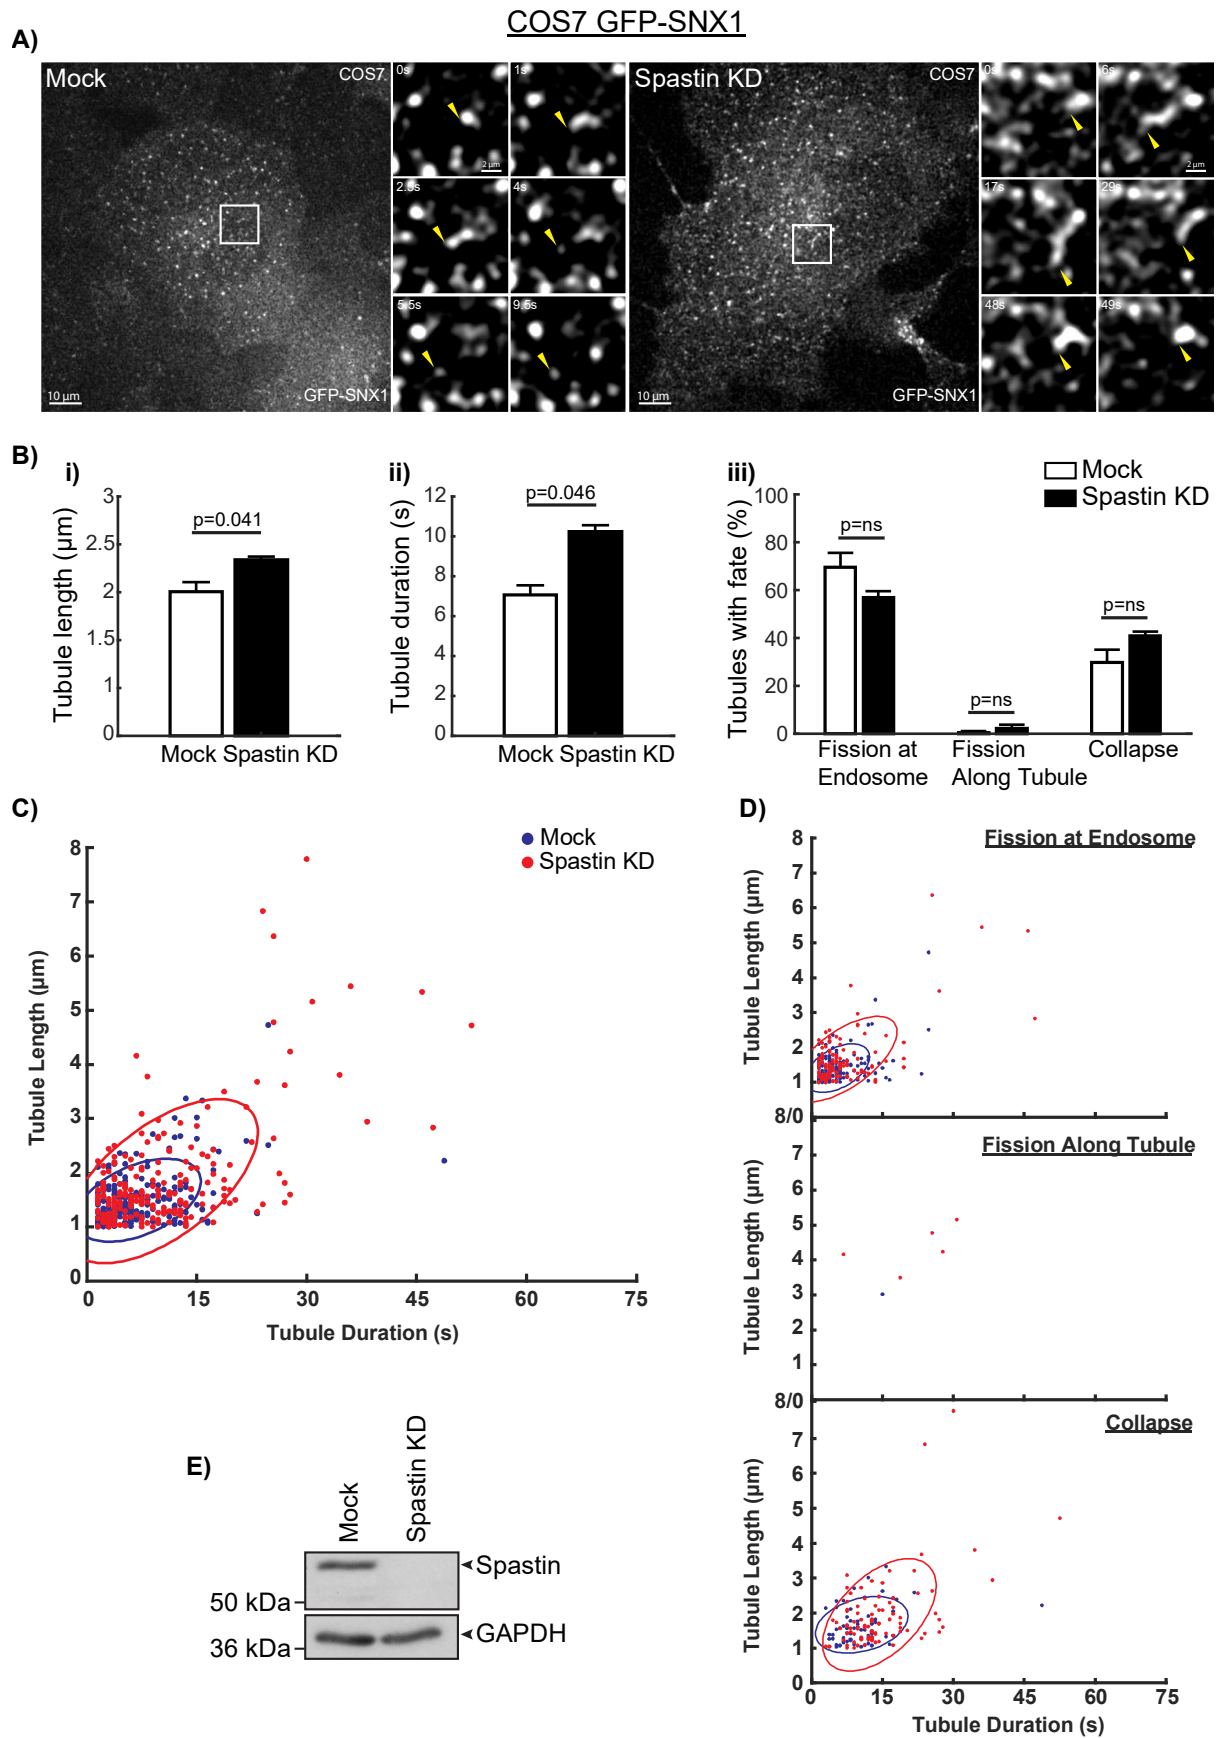 COS7 GFP-SNX1
A)
Mock COS7
GFP-SNX1
10 µm
0s 1s
2 µm
2.5s 4s
5.5s 9.5s
Spastin KD COS7
GFP-SNX1
10 µm
0s 6s
2 µm
17s 29s
48s 49s
B)
i)
Tubule length (µm)
3
2.5
2
1.5
1
0
p=0.041
Mock Spastin KD
ii)
Tubule duration (s)
12
10
8
6
4
2
0
p=0.046
Mock Spastin KD
iii)
Tubules with fate (%)
100
80
60
40
20
0
p=ns
p=ns
p=ns
Mock
Spastin KD
Fission at
Endosome
Fission
Along Tubule
Collapse
C)
Mock
Spastin KD
Tubule Length (µm)
8
7
6
5
4
3
2
1
0
0 15 30 45 60 75
Tubule Duration (s)
D)
Fission at Endosome
Tubule Length (µm)
8
7
6
5
4
3
2
1
8/0
Fission Along Tubule
Tubule Length (µm)
7
6
5
4
3
2
1
8/0
Collapse
Tubule Length (µm)
7
6
5
4
3
2
1
0
0 15 30 45 60 75
Tubule Duration (s)
E)
Mock
Spastin KD
Spastin
50 kDa
GAPDH
36 kDa